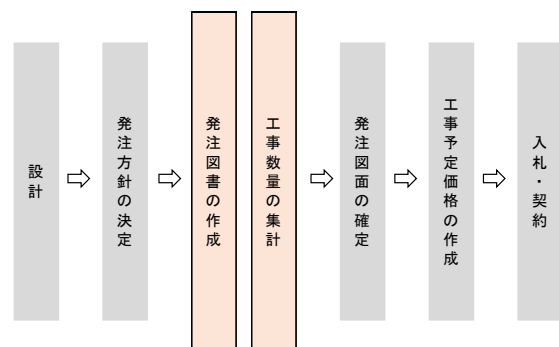 設計
発注方針の決定
発注図書の作成
工事数量の集計
発注図面の確定
工事予定価格の作成
入札・契約